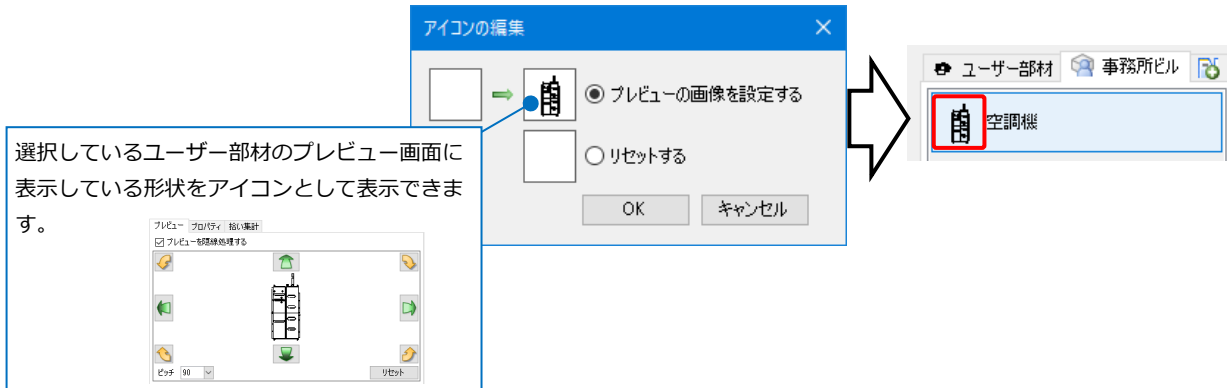 アイコンの編集
プレビューの画像を設定する
リセットする
OK キャンセル
ユーザー部材 事務所ビル
空調機
選択しているユーザー部材のプレビュー画面に
表示している形状をアイコンとして表示できま
す。
プレビュー プロパティ 拾い集計
プレビューを隠線処理する
ピッチ 90 リセット